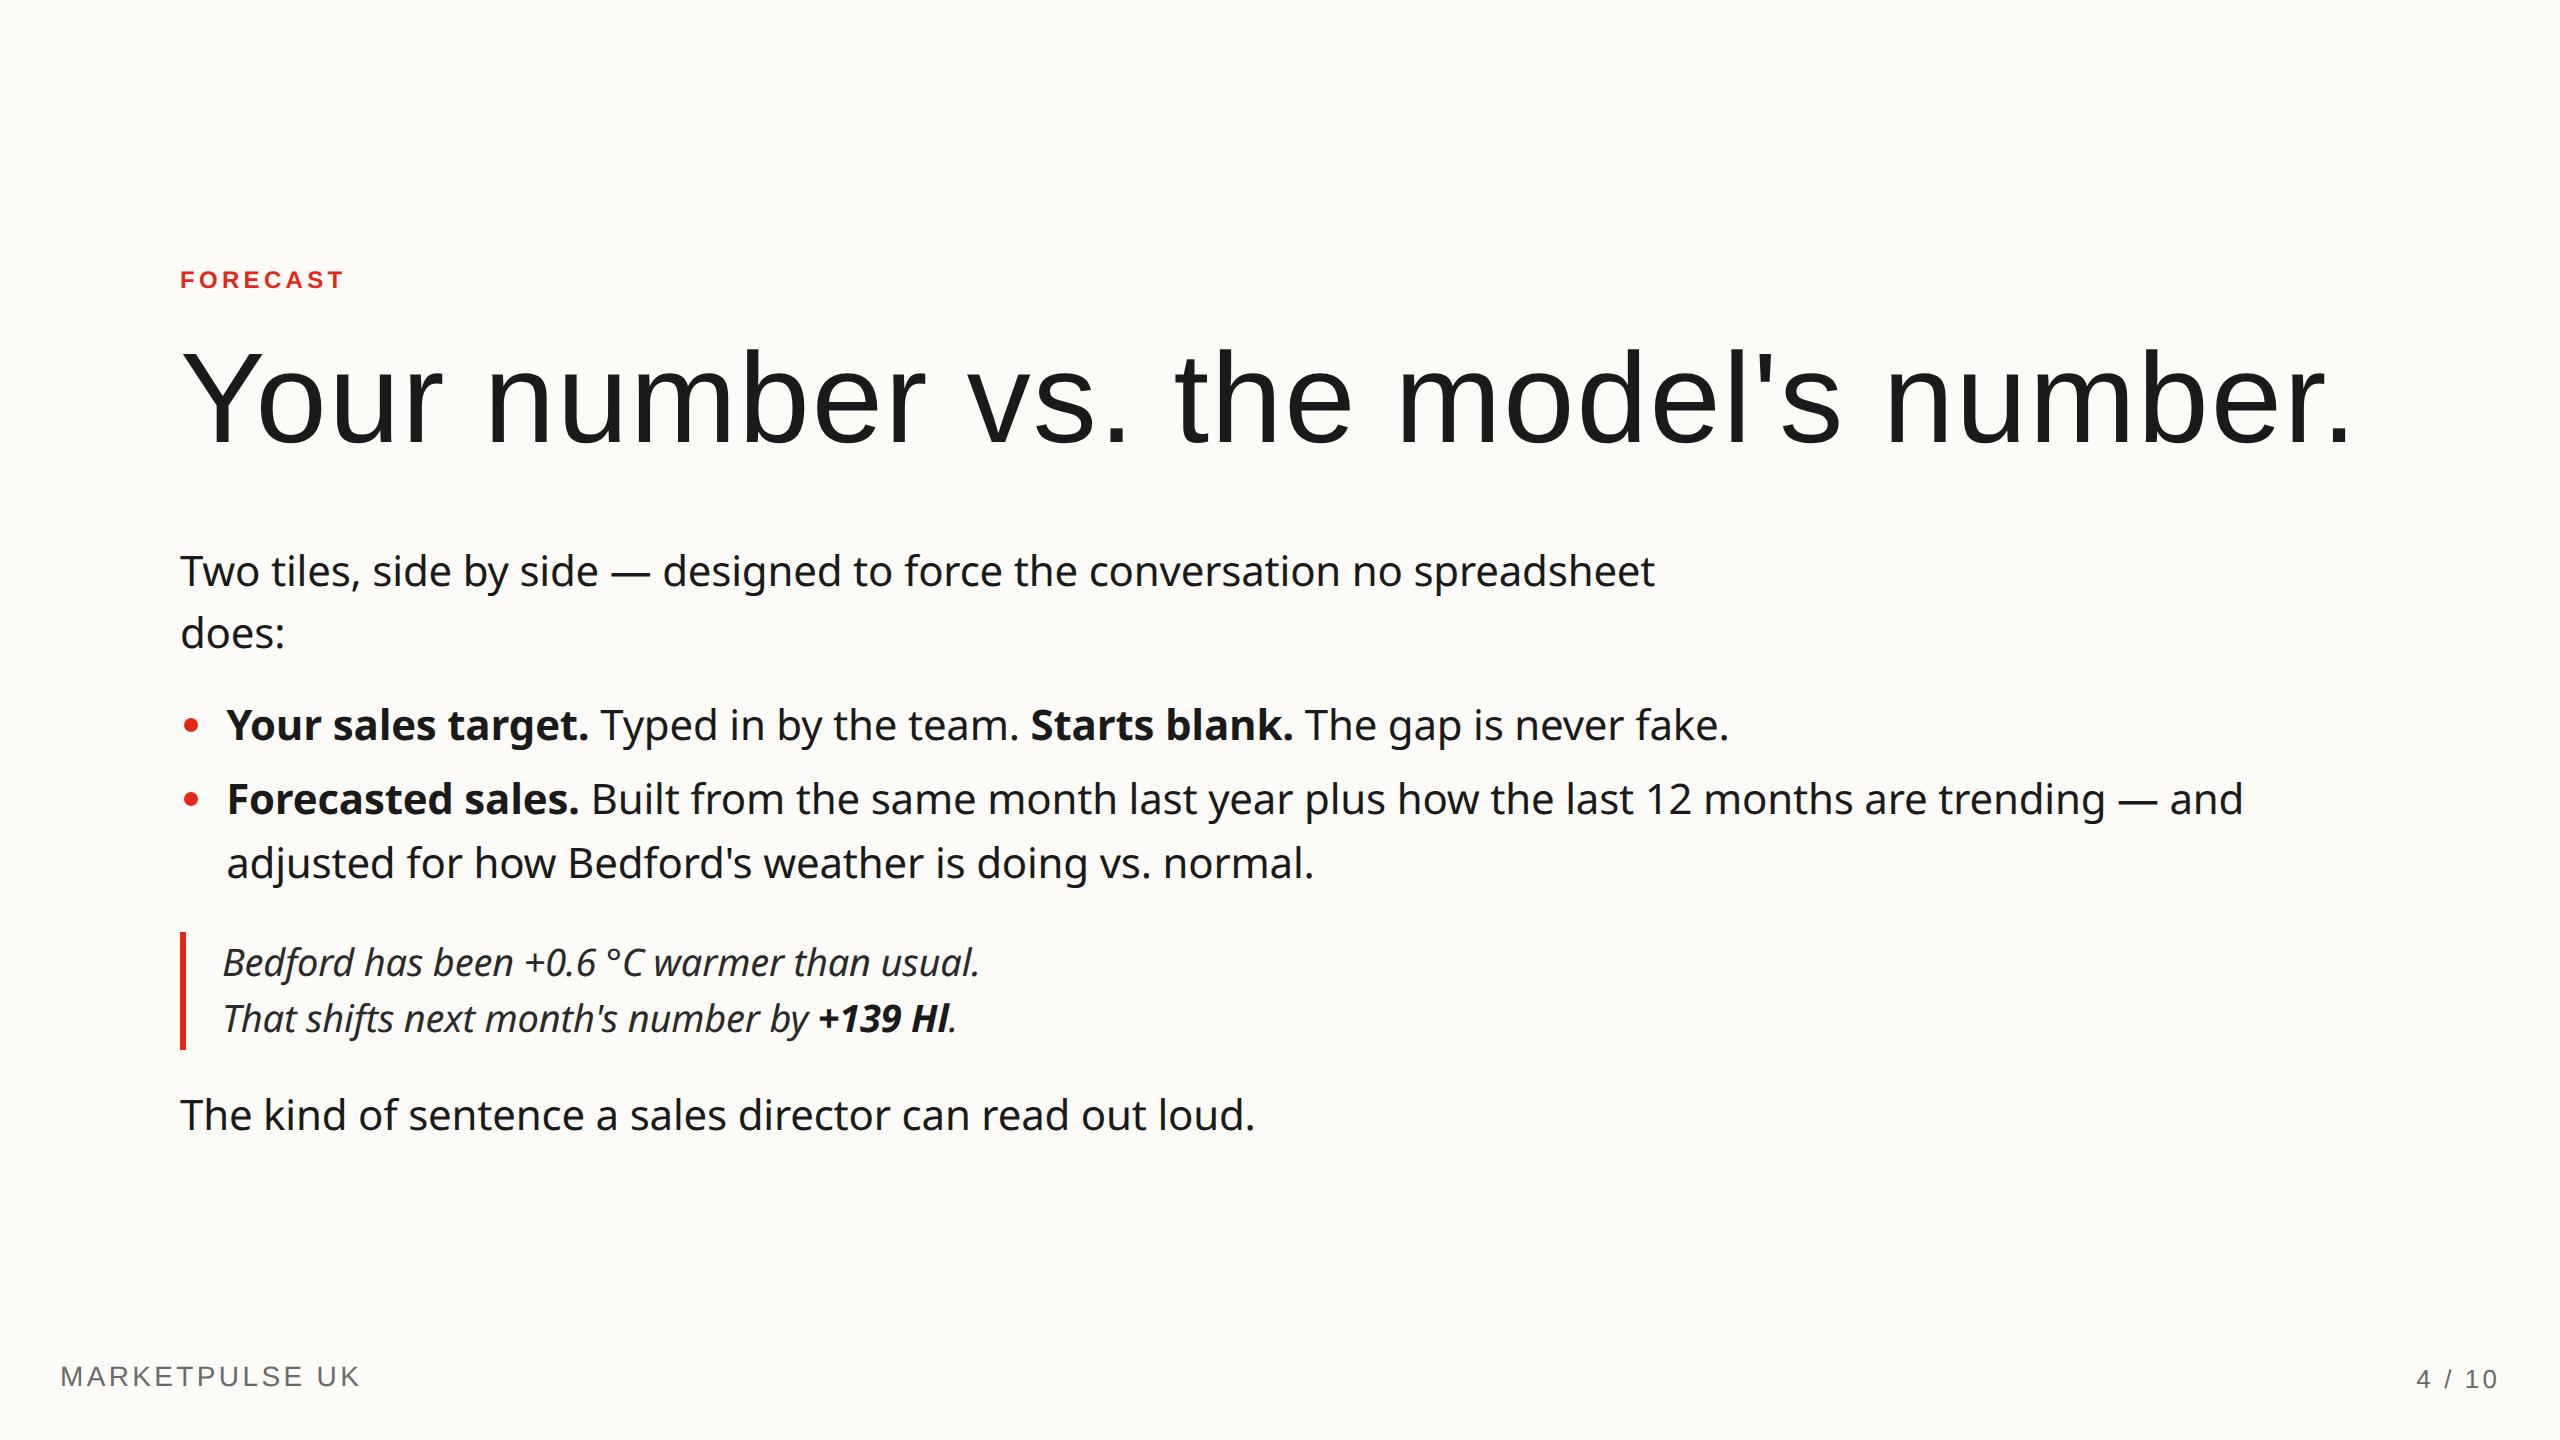 FORECAST
Your number vs. the model's number.
Two tiles, side by side — designed to force the conversation no spreadsheet
does:
• Your sales target. Typed in by the team. Starts blank. The gap is never fake.
• Forecasted sales. Built from the same month last year plus how the last 12 months are trending — and
adjusted for how Bedford's weather is doing vs. normal.
Bedford has been +0.6 °C warmer than usual.
That shifts next month's number by +139 Hl.
The kind of sentence a sales director can read out loud.
MARKETPULSE UK
4 / 10